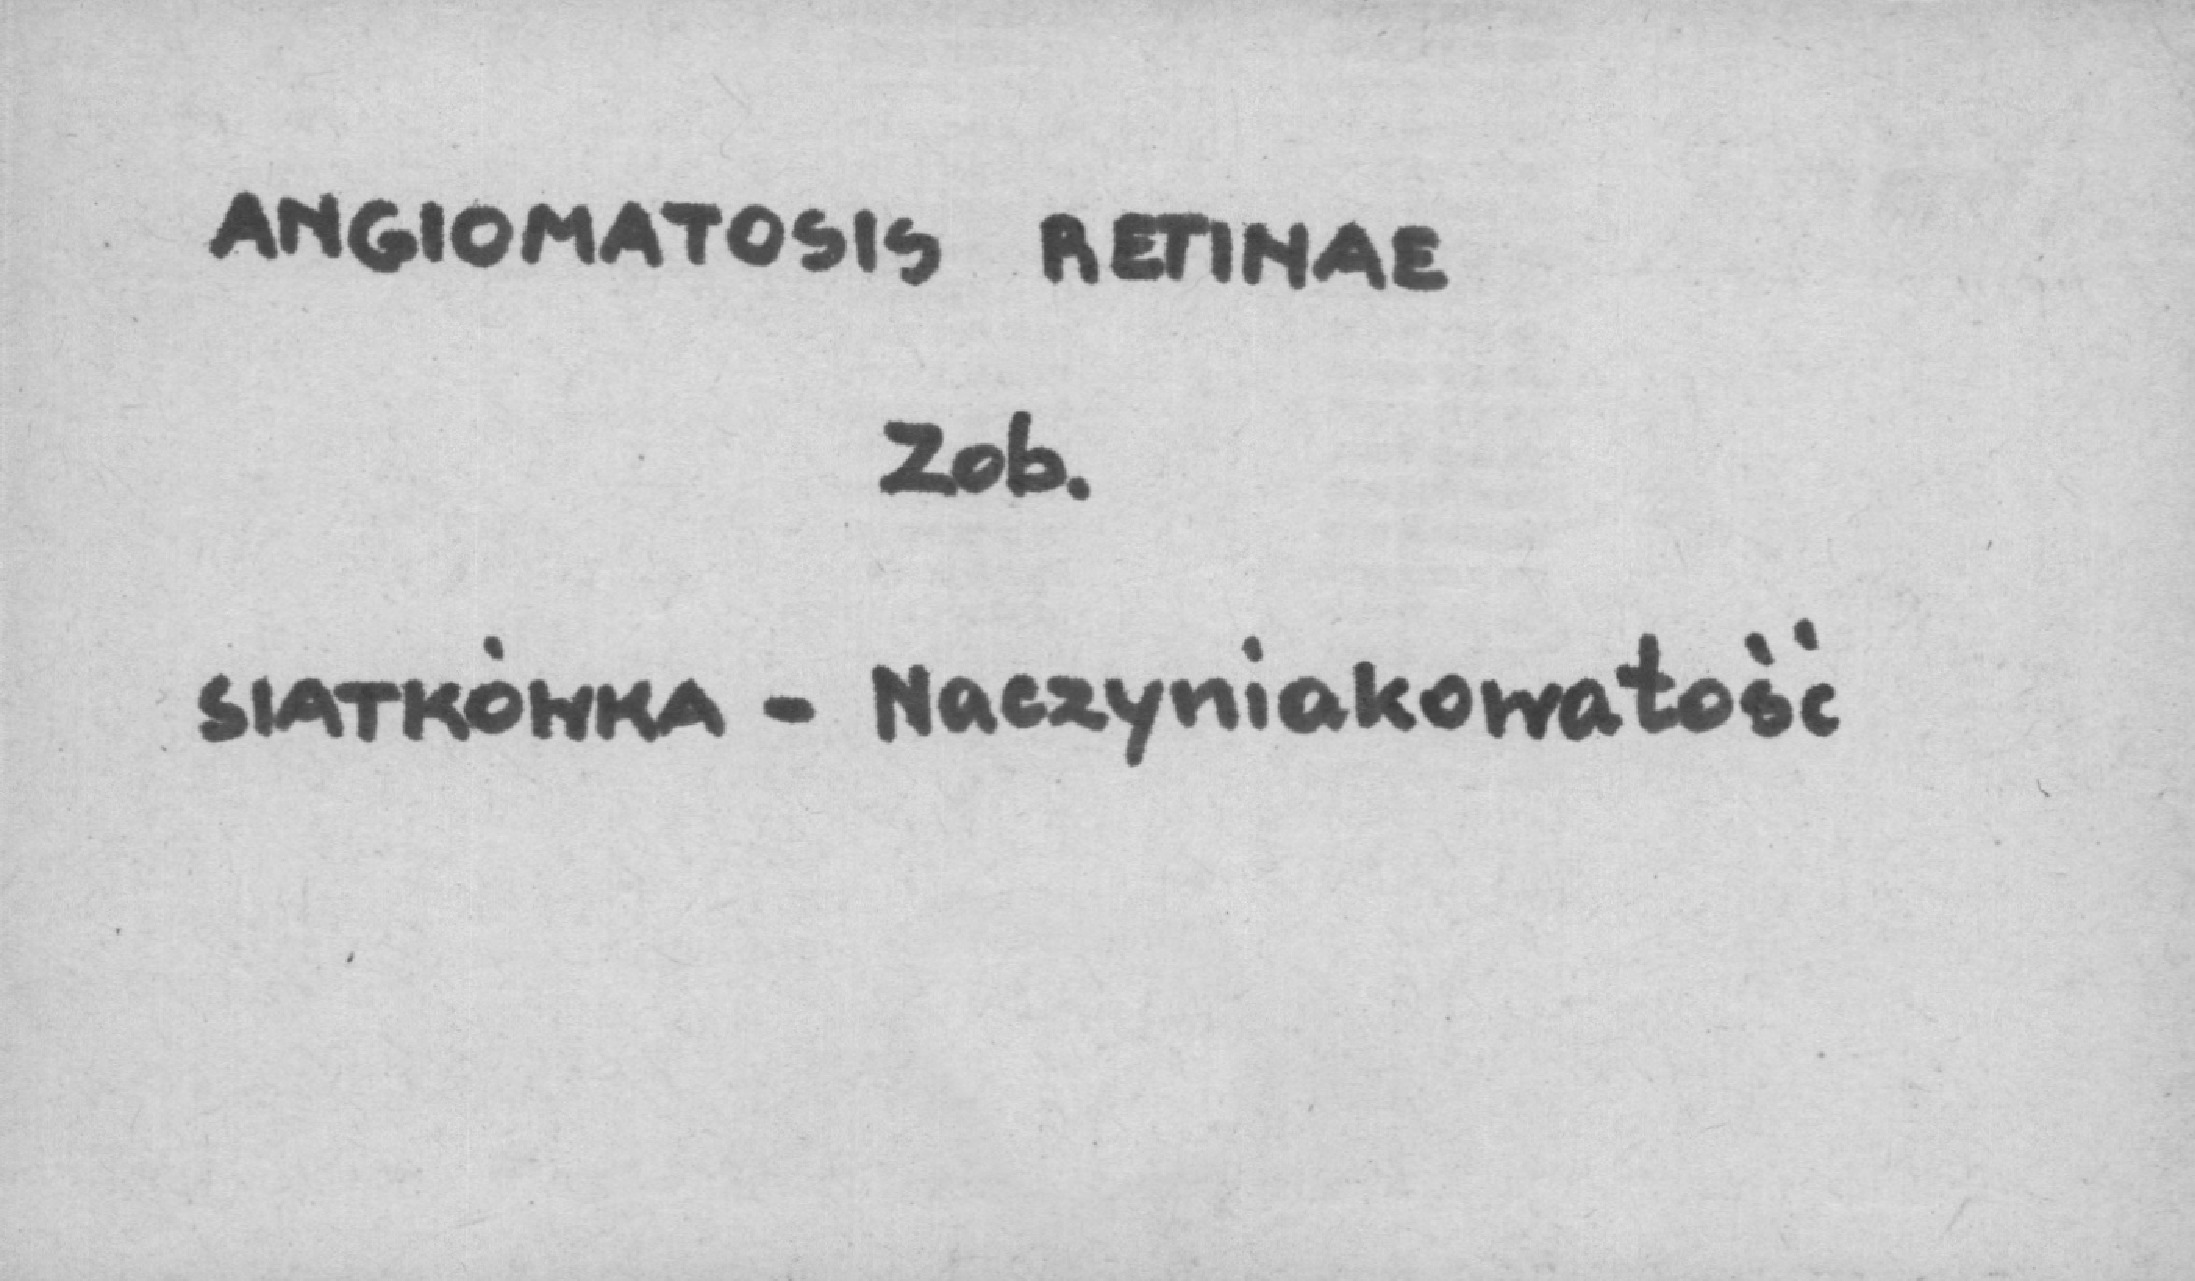 ANGIOMATOSIS RETINAE
Zob.
SIATKÓWKA - Naczyniakowatość